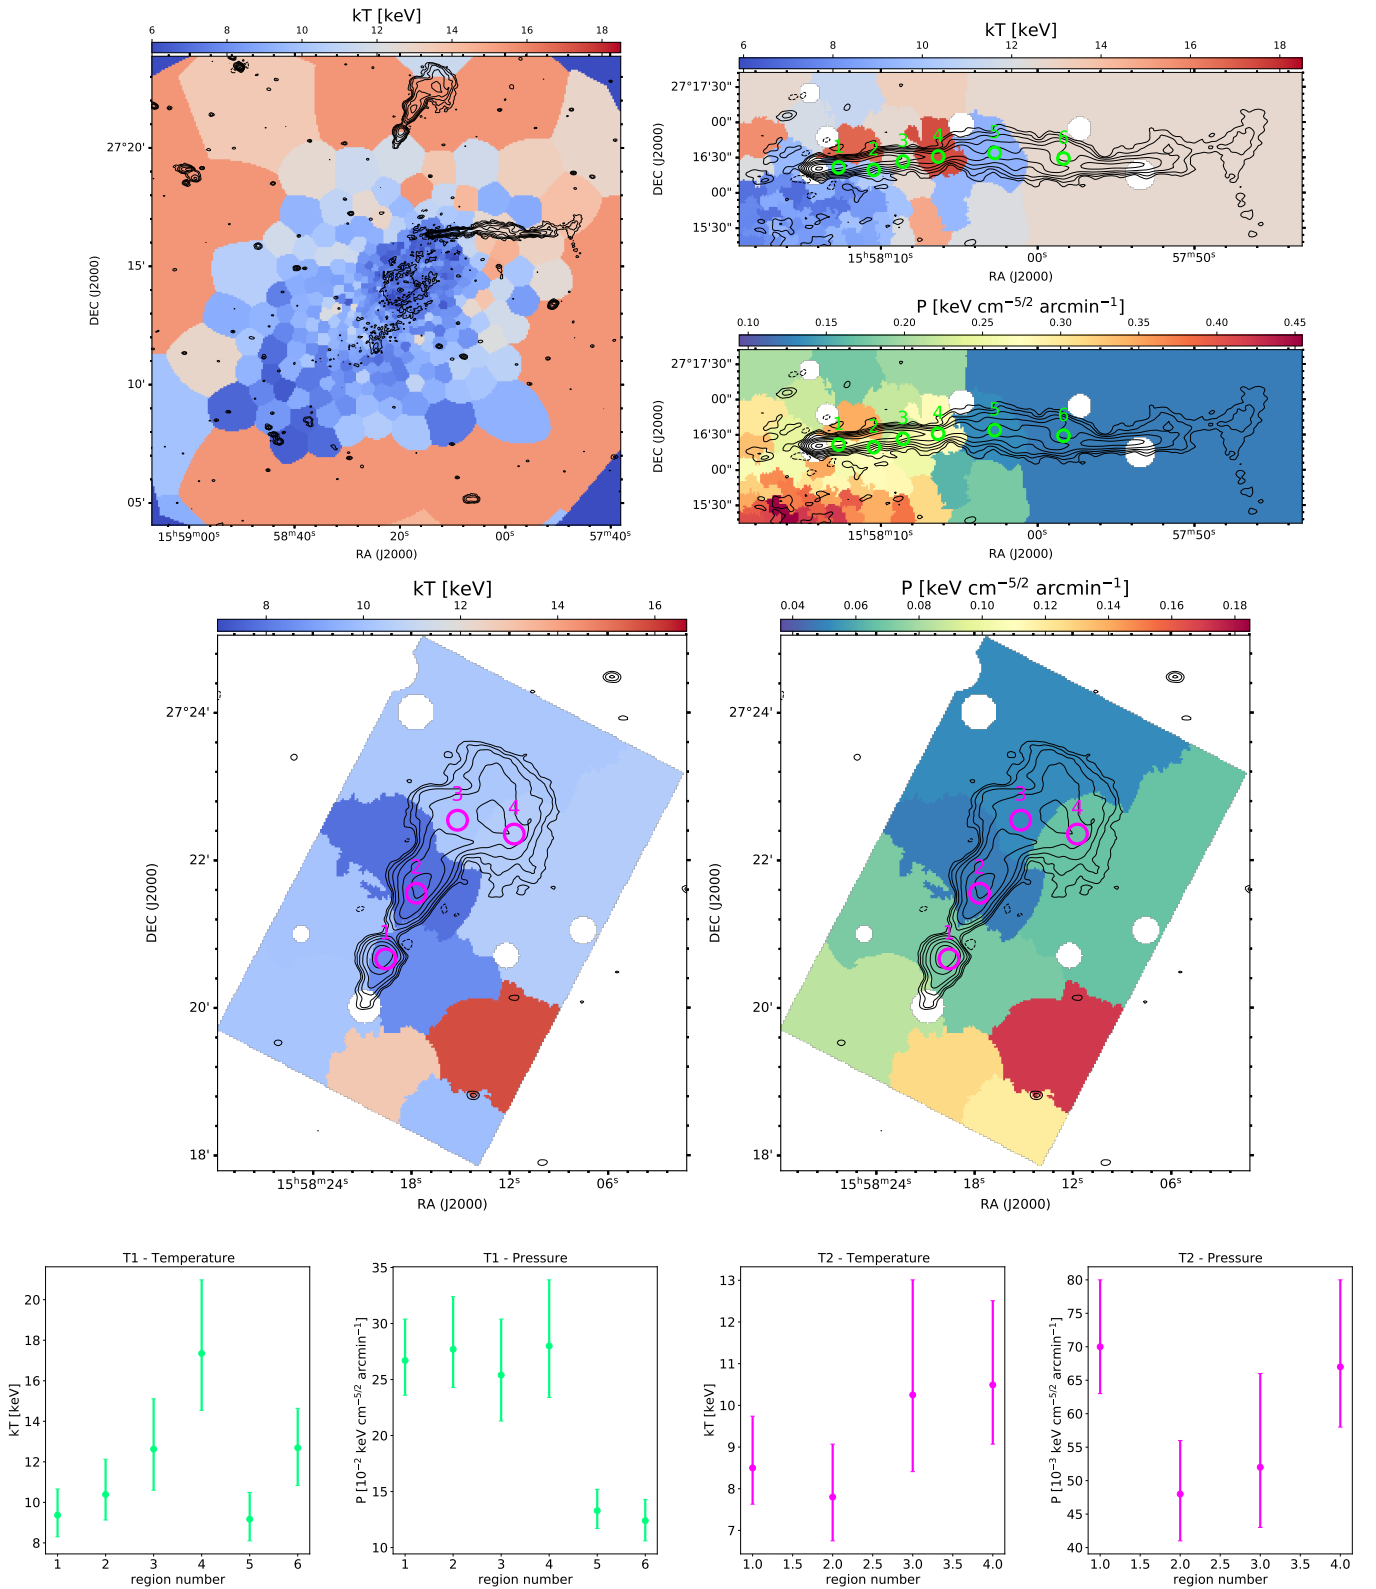 kT [keV]
6 8 10 12 14 16 18
27°20'
15'
10'
05'
DEC (J2000)
15ʰ59ᵐ00ˢ 58ᵐ40ˢ 20ˢ 00ˢ 57ᵐ40ˢ
RA (J2000)
kT [keV]
6 8 10 12 14 16 18
27°17'30"
00"
16'30"
00"
15'30"
DEC (J2000)
1 2 3 4 5 6
15ʰ58ᵐ10ˢ 00ˢ 57ᵐ50ˢ
RA (J2000)
P [keV cm⁻⁵ᐟ² arcmin⁻¹]
0.10 0.15 0.20 0.25 0.30 0.35 0.40 0.45
27°17'30"
00"
16'30"
00"
15'30"
DEC (J2000)
1 2 3 4 5 6
15ʰ58ᵐ10ˢ 00ˢ 57ᵐ50ˢ
RA (J2000)
kT [keV]
8 10 12 14 16
27°24'
22'
20'
18'
DEC (J2000)
3
4
2
1
15ʰ58ᵐ24ˢ 18ˢ 12ˢ 06ˢ
RA (J2000)
P [keV cm⁻⁵ᐟ² arcmin⁻¹]
0.04 0.06 0.08 0.10 0.12 0.14 0.16 0.18
27°24'
22'
20'
18'
DEC (J2000)
3
4
2
1
15ʰ58ᵐ24ˢ 18ˢ 12ˢ 06ˢ
RA (J2000)
T1 - Temperature
kT [keV]
20
18
16
14
12
10
8
1 2 3 4 5 6
region number
T1 - Pressure
P [10⁻² keV cm⁻⁵ᐟ² arcmin⁻¹]
35
30
25
20
15
10
1 2 3 4 5 6
region number
T2 - Temperature
kT [keV]
13
12
11
10
9
8
7
1.0 1.5 2.0 2.5 3.0 3.5 4.0
region number
T2 - Pressure
P [10⁻³ keV cm⁻⁵ᐟ² arcmin⁻¹]
80
75
70
65
60
55
50
45
40
1.0 1.5 2.0 2.5 3.0 3.5 4.0
region number